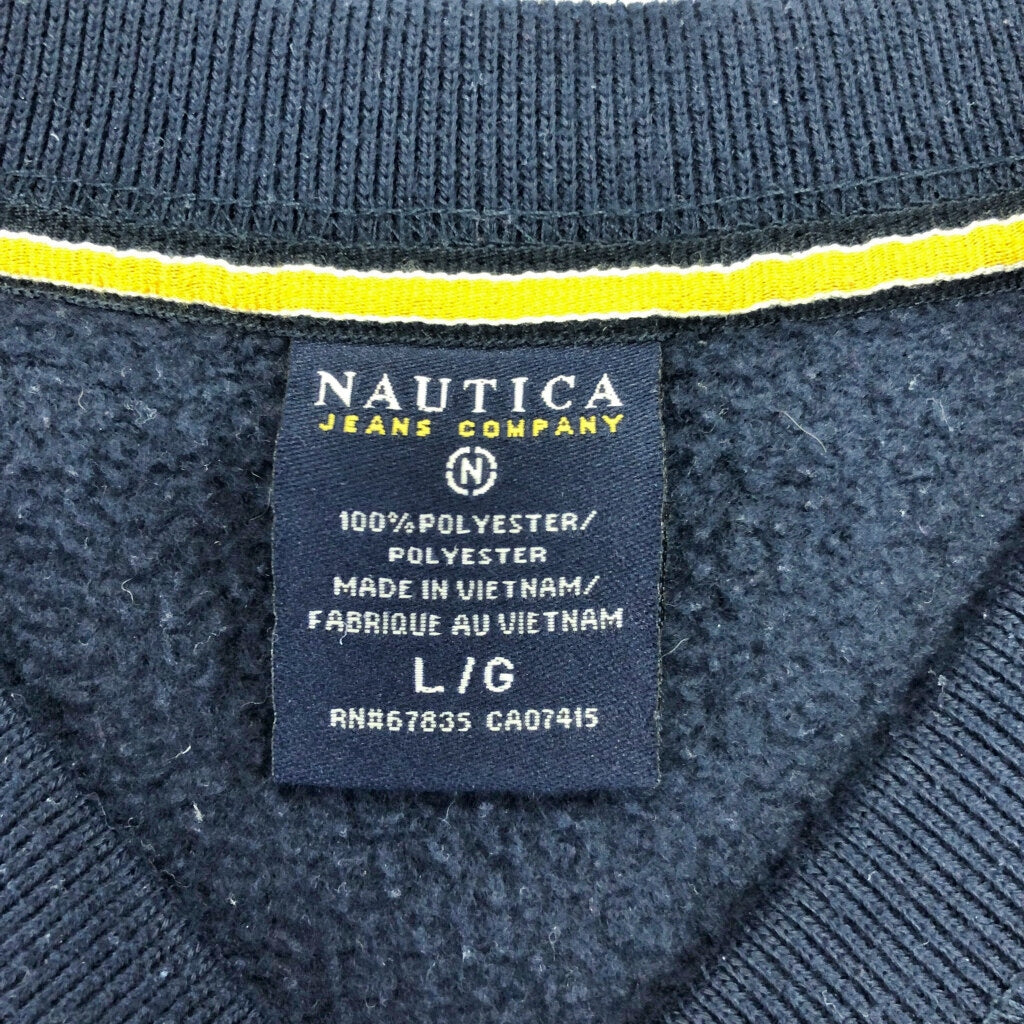 NAUTICA
JEANS COMPANY
N
100%POLYESTER/
POLYESTER
MADE IN VIETNAM/
FABRIQUE AU VIETNAM
L/G
RN#67835 CA07415